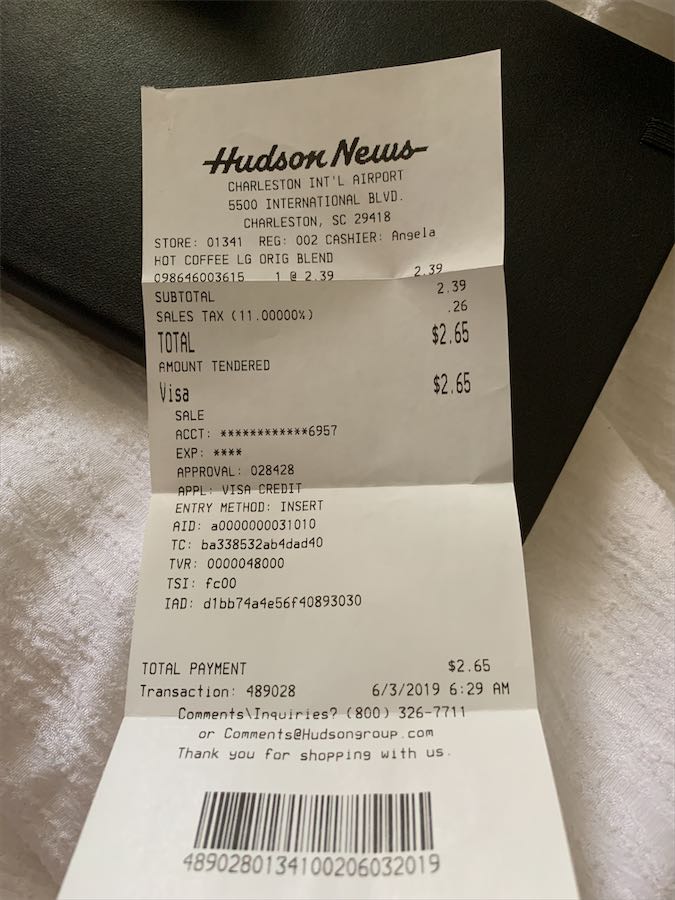 Hudson News
CHARLESTON INT'L AIRPORT
5500 INTERNATIONAL BLVD.
CHARLESTON, SC 29418
STORE: 01341 REG: 002 CASHIER: Angela
HOT COFFEE LG ORIG BLEND
098646003615 1 @ 2.39 2.39
SUBTOTAL 2.39
SALES TAX (11.00000%) .26
TOTAL $2.65
AMOUNT TENDERED
Visa $2.65
SALE
ACCT: ************6957
EXP: ****
APPROVAL: 028428
APPL: VISA CREDIT
ENTRY METHOD: INSERT
AID: a0000000031010
TC: ba338532ab4dad40
TVR: 0000048000
TSI: fc00
IAD: d1bb74a4e56f40893030
TOTAL PAYMENT $2.65
Transaction: 489028 6/3/2019 6:29 AM
Comments\Inquiries? (800) 326-7711
or Comments@Hudsongroup.com
Thank you for shopping with us.
4890280134100206032019